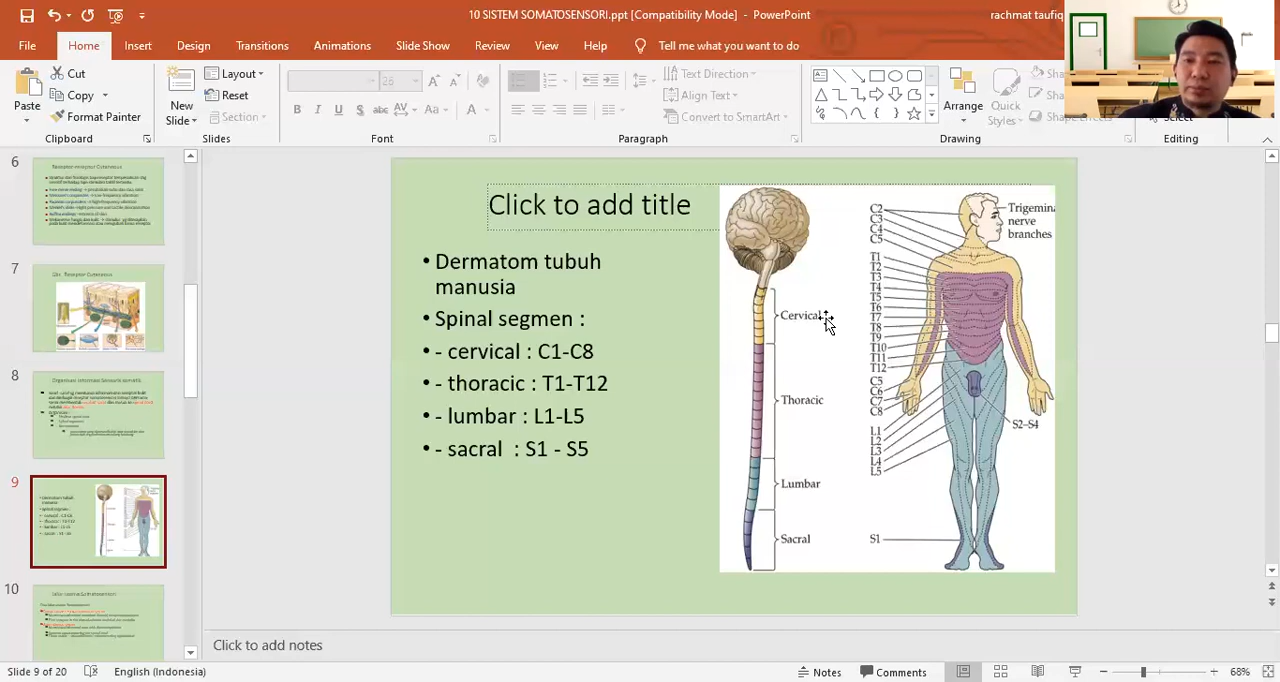 10 SISTEM SOMATOSENSORI.ppt [Compatibility Mode] - PowerPoint
rachmat taufiq
File Home Insert Design Transitions Animations Slide Show Review View Help Tell me what you want to do
Paste
Cut
Copy
Format Painter
Clipboard
New
Slide
Layout
Reset
Section
Slides
26
Font
Text Direction
Align Text
Convert to SmartArt
Paragraph
Arrange
Quick
Styles
Shape Effects
Drawing
Select
Editing
6
7
8
9
10
Click to add title
• Dermatom tubuh
manusia
• Spinal segmen :
• - cervical : C1-C8
• - thoracic : T1-T12
• - lumbar : L1-L5
• - sacral : S1 - S5
Cervical
Thoracic
Lumbar
Sacral
C2
C3
C4
C5
T1
T2
T3
T4
T5
T6
T7
T8
T9
T10
T11
T12
C5
C6
C7
C8
L1
L2
L3
L4
L5
S1
Trigemina
nerve
branches
S2–S4
Click to add notes
Slide 9 of 20
English (Indonesia)
Notes
Comments
68%